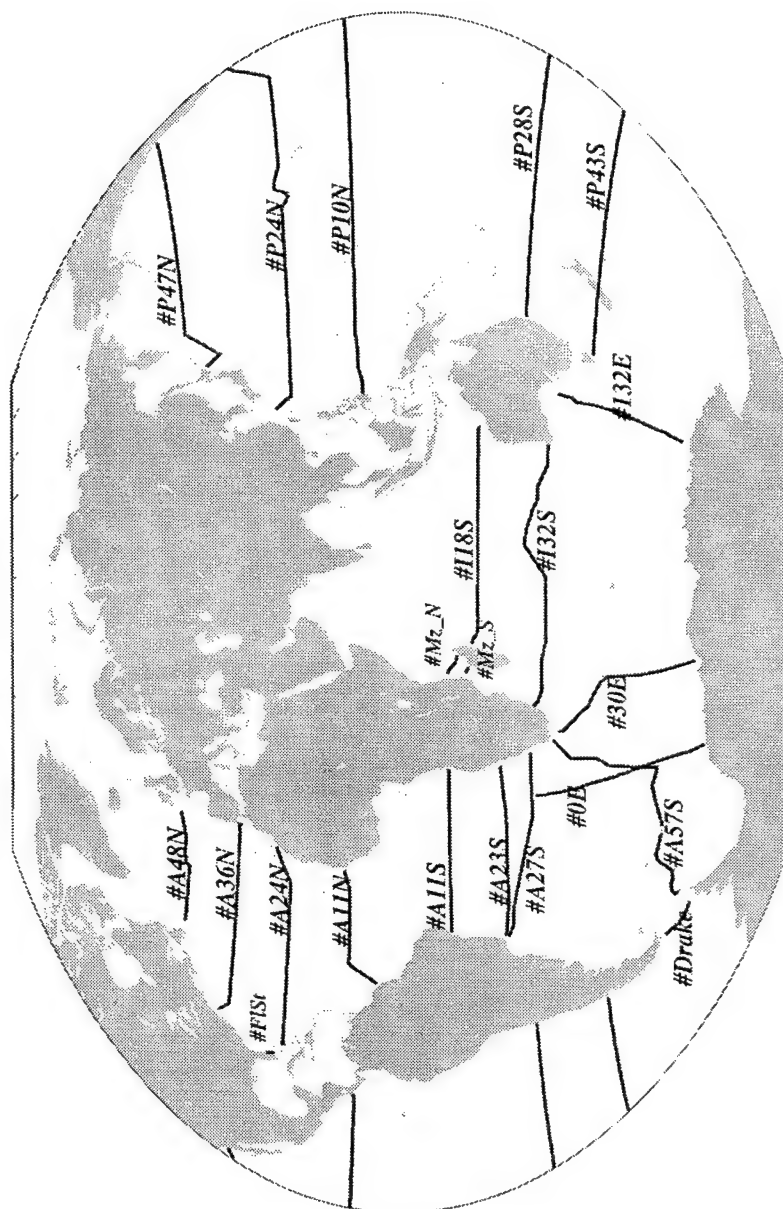 #P47N
#P24N
#P10N
#P28S
#P43S
#I32E
#I18S
#I32S
#Mz_N
#Mz_S
#30E
#0E
#A48N
#A36N
#A24N
#A11N
#FlSt
#A11S
#A23S
#A27S
#A57S
#Drake